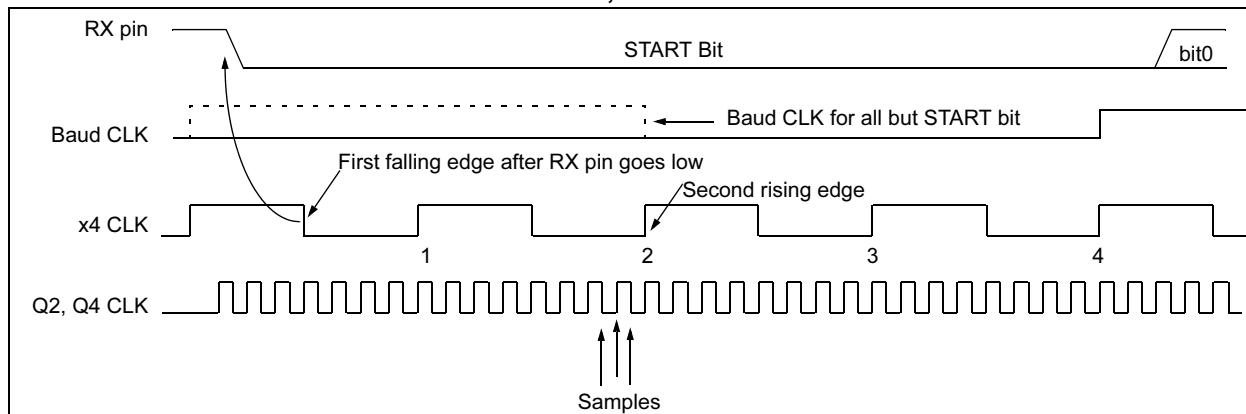 RX pin
START Bit
bit0
Baud CLK for all but START bit
Baud CLK
First falling edge after RX pin goes low
Second rising edge
x4 CLK
1 2 3 4
Q2, Q4 CLK
Samples